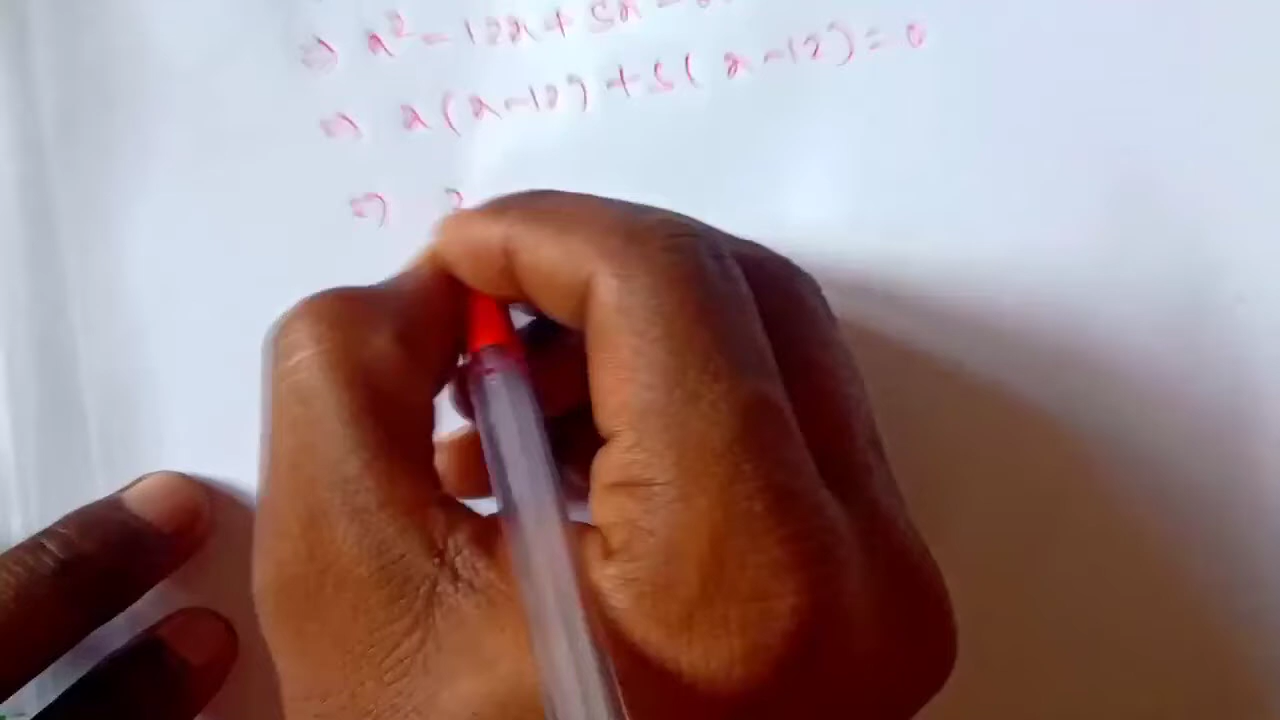 ⇒ x² - 12x + 5x -
⇒ x(x-12) + 5(x-12) = 0
⇒